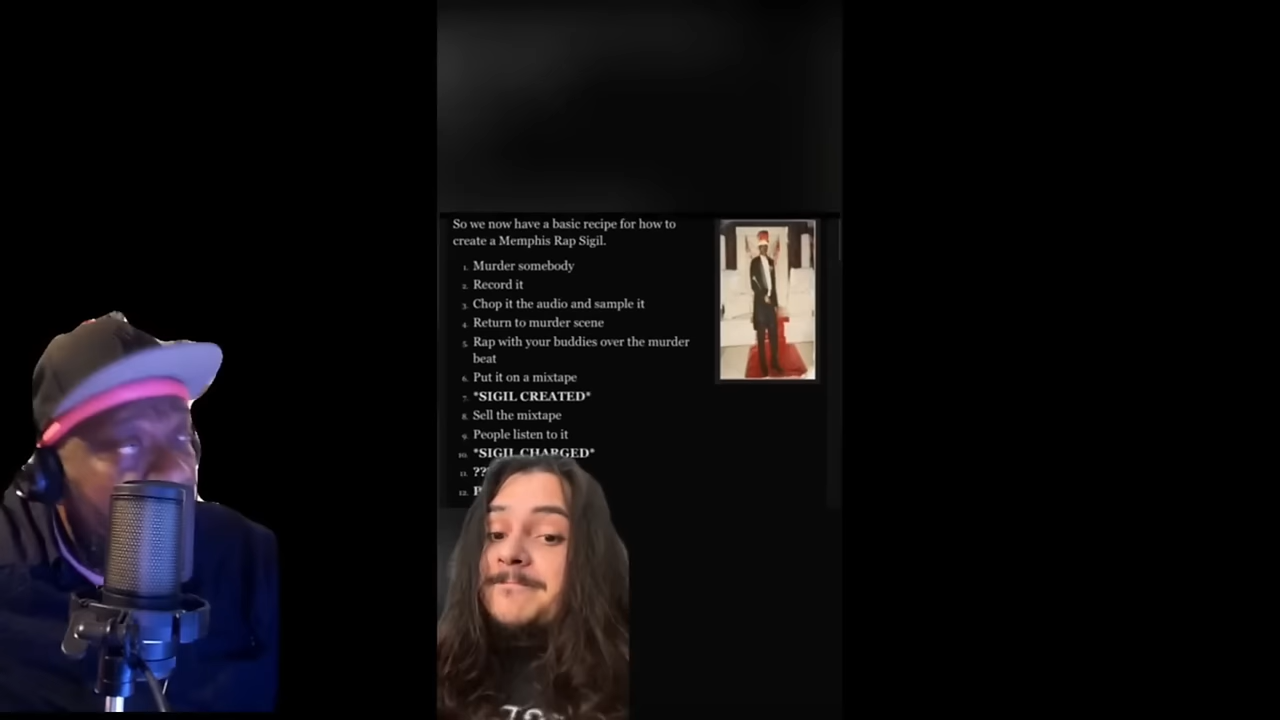 So we now have a basic recipe for how to
create a Memphis Rap Sigil.
1. Murder somebody
2. Record it
3. Chop it the audio and sample it
4. Return to murder scene
5. Rap with your buddies over the murder
beat
6. Put it on a mixtape
7. *SIGIL CREATED*
8. Sell the mixtape
9. People listen to it
10. *SIGIL CHARGED*
11. ??
12.